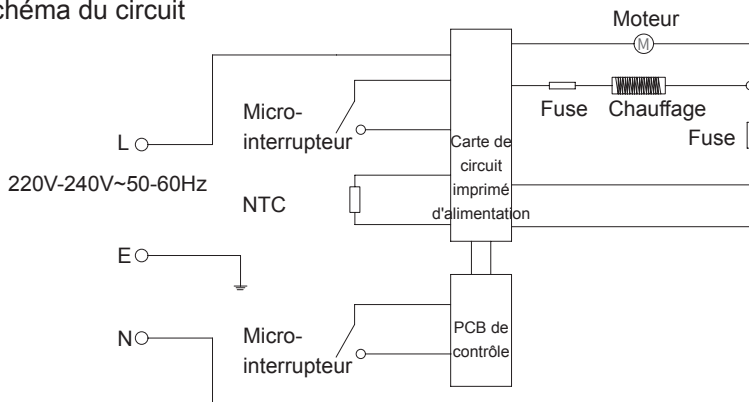 chéma du circuit
Moteur
M
Fuse Chauffage
Fuse
Micro-
interrupteur
L
220V-240V~50-60Hz
Carte de
circuit
imprimé
d'alimentation
NTC
E
N
Micro-
interrupteur
PCB de
contrôle